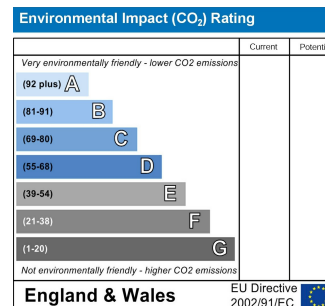 Environmental Impact (CO₂) Rating
Current Potenti
Very environmentally friendly - lower CO2 emissions
(92 plus) A
(81-91) B
(69-80) C
(55-68) D
(39-54) E
(21-38) F
(1-20) G
Not environmentally friendly - higher CO2 emissions
England & Wales
EU Directive
2002/91/EC